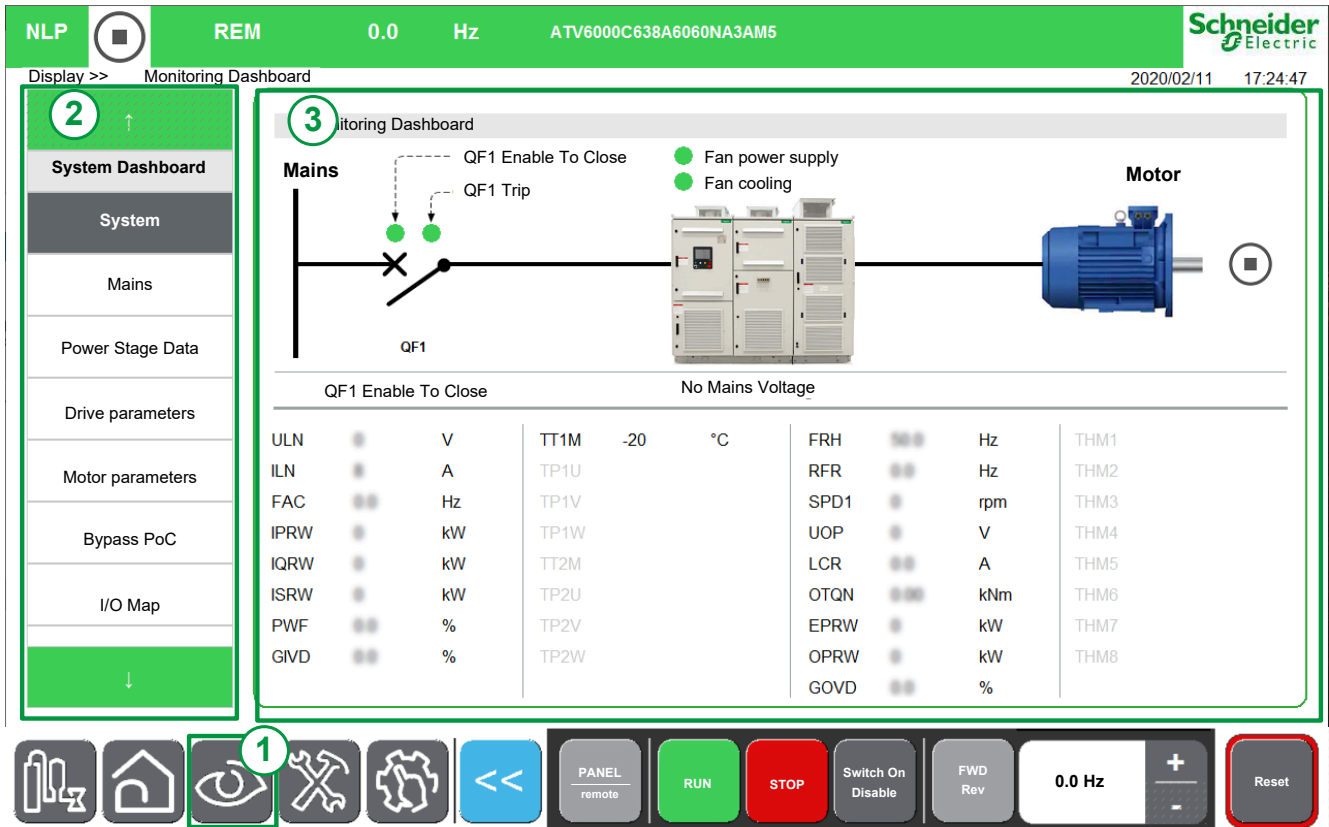 NLP REM 0.0 Hz ATV6000C638A6060NA3AM5 Schneider Electric
Display >> Monitoring Dashboard 2020/02/11 17:24:47
2
↑
System Dashboard
System
Mains
Power Stage Data
Drive parameters
Motor parameters
Bypass PoC
I/O Map
↓
3
itoring Dashboard
Mains
QF1 Enable To Close
QF1 Trip
Fan power supply
Fan cooling
Motor
QF1
QF1 Enable To Close No Mains Voltage
ULN V TT1M -20 °C FRH Hz THM1
ILN A TP1U RFR Hz THM2
FAC Hz TP1V SPD1 rpm THM3
IPRW kW TP1W UOP V THM4
IQRW kW TT2M LCR A THM5
ISRW kW TP2U OTQN kNm THM6
PWF % TP2V EPRW kW THM7
GIVD % TP2W OPRW kW THM8
GOVD %
1
<< PANEL
remote
RUN
STOP
Switch On
Disable
FWD
Rev
0.0 Hz
+
-
Reset